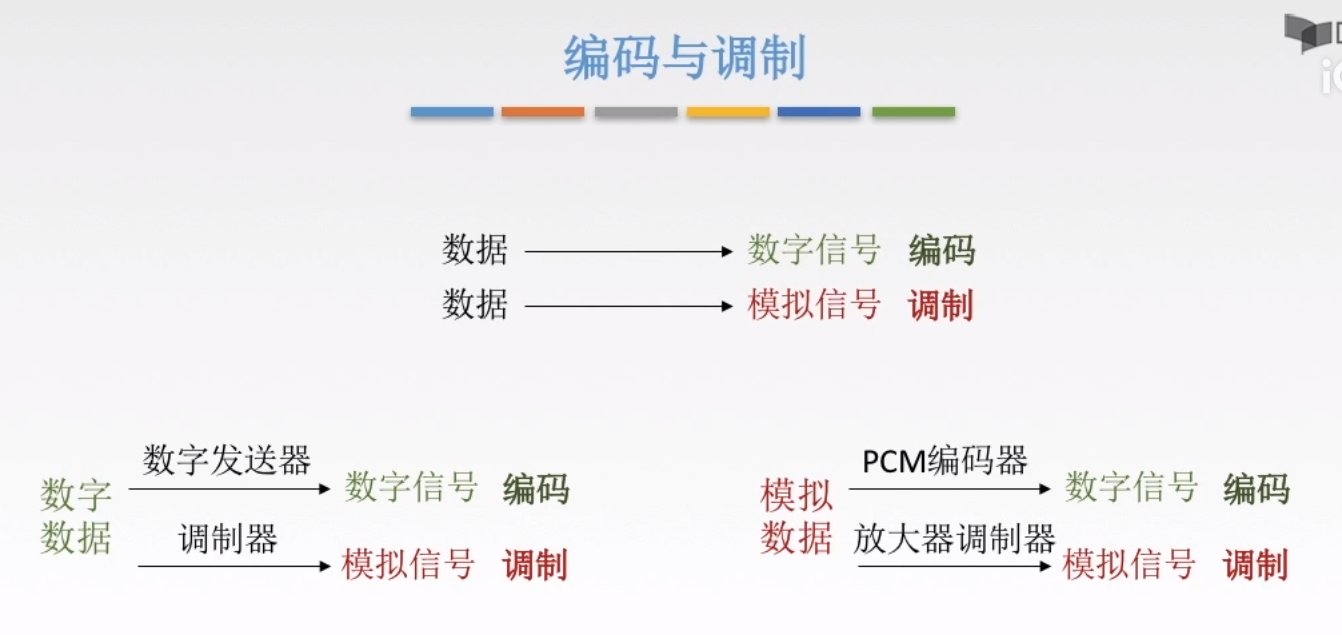 编码与调制
数据 数字信号 编码
数据 模拟信号 调制
数字发送器
数字
数据
数字信号 编码
调制器
模拟信号 调制
PCM编码器
模拟
数据
数字信号 编码
放大器调制器
模拟信号 调制